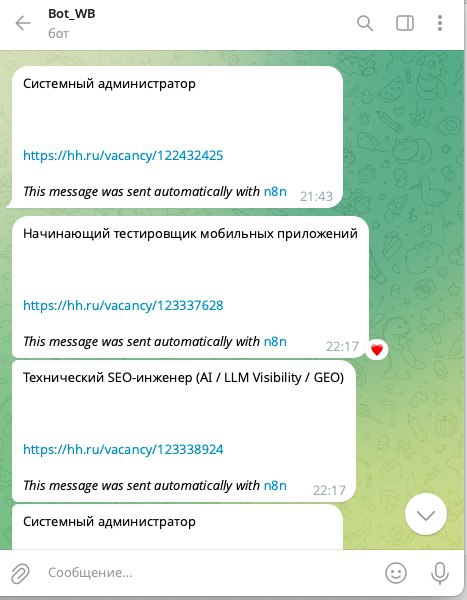 Bot_WB
бот
Системный администратор
https://hh.ru/vacancy/122432425
This message was sent automatically with n8n 21:43
Начинающий тестировщик мобильных приложений
https://hh.ru/vacancy/123337628
This message was sent automatically with n8n 22:17
Технический SEO-инженер (AI / LLM Visibility / GEO)
https://hh.ru/vacancy/123338924
This message was sent automatically with n8n 22:17
Системный администратор
Сообщение...